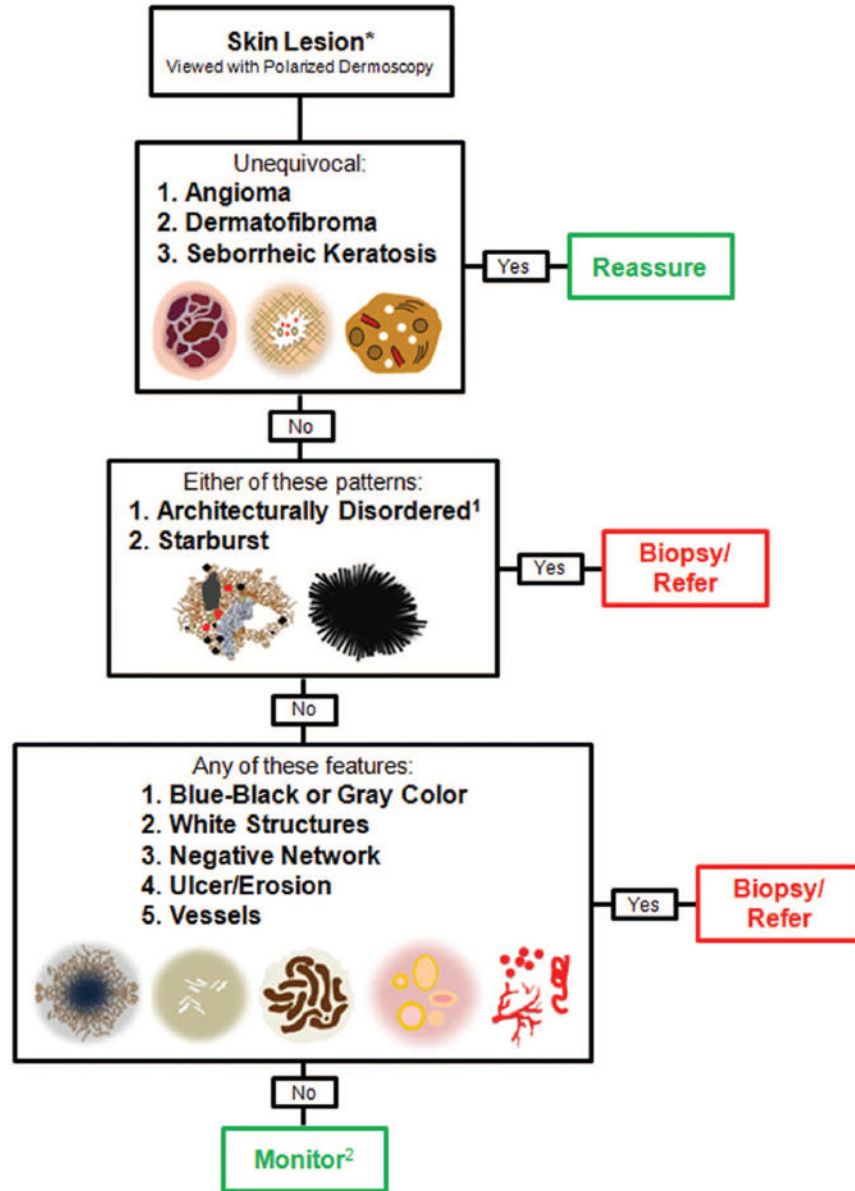 Skin Lesion*
Viewed with Polarized Dermoscopy
Unequivocal:
1. Angioma
2. Dermatofibroma
3. Seborrheic Keratosis
Yes
Reassure
No
Either of these patterns:
1. Architecturally Disordered¹
2. Starburst
Yes
Biopsy/
Refer
No
Any of these features:
1. Blue-Black or Gray Color
2. White Structures
3. Negative Network
4. Ulcer/Erosion
5. Vessels
Yes
Biopsy/
Refer
No
Monitor²